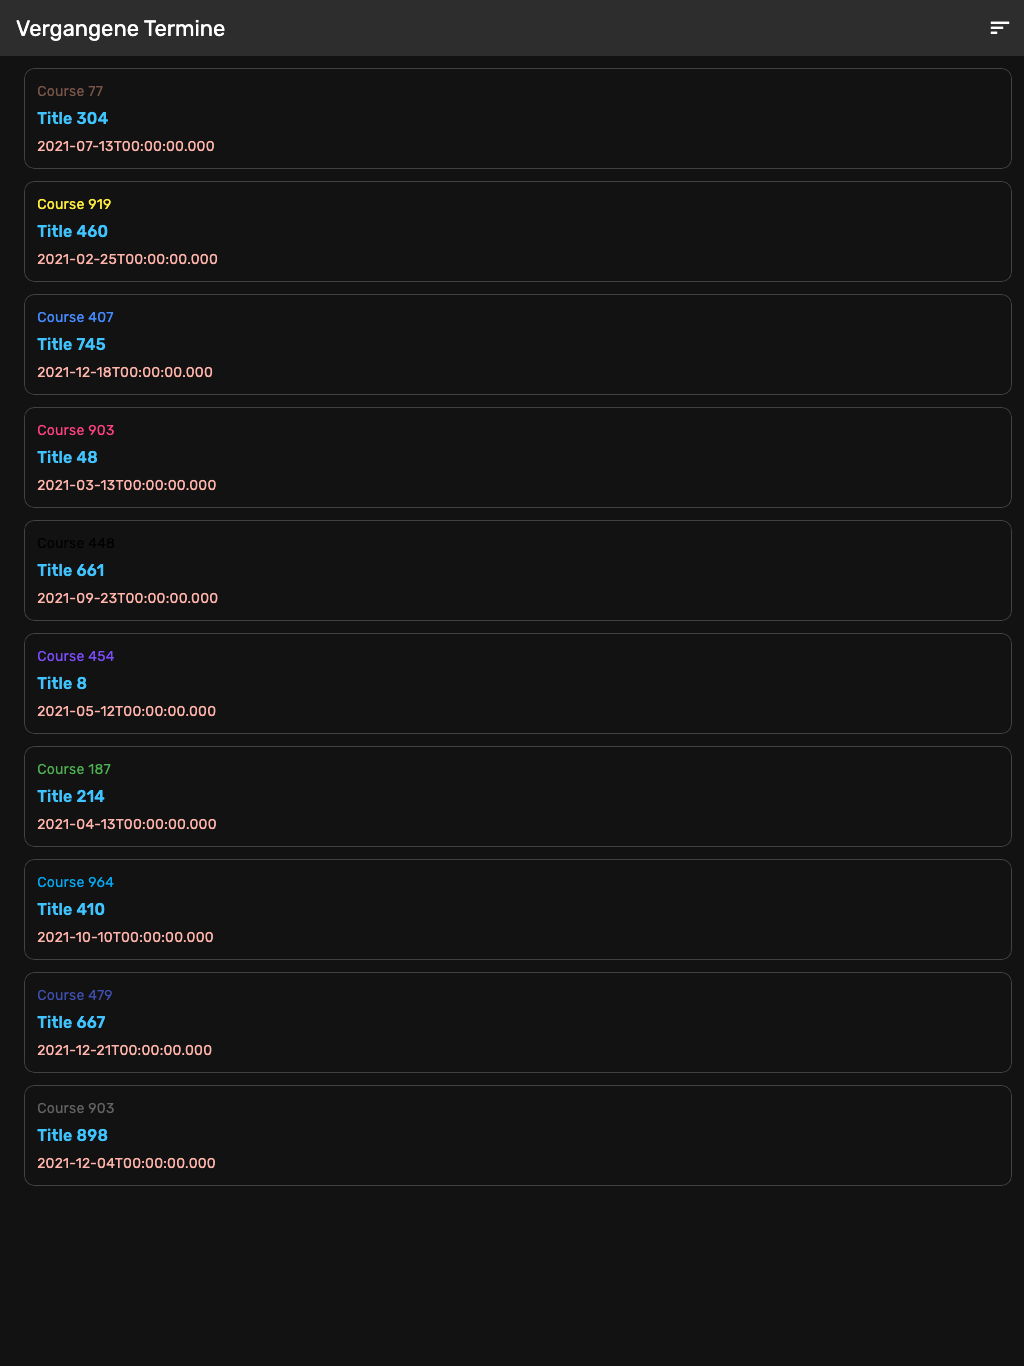 Vergangene Termine
Course 77
Title 304
2021-07-13T00:00:00.000
Course 919
Title 460
2021-02-25T00:00:00.000
Course 407
Title 745
2021-12-18T00:00:00.000
Course 903
Title 48
2021-03-13T00:00:00.000
Course 448
Title 661
2021-09-23T00:00:00.000
Course 454
Title 8
2021-05-12T00:00:00.000
Course 187
Title 214
2021-04-13T00:00:00.000
Course 964
Title 410
2021-10-10T00:00:00.000
Course 479
Title 667
2021-12-21T00:00:00.000
Course 903
Title 898
2021-12-04T00:00:00.000